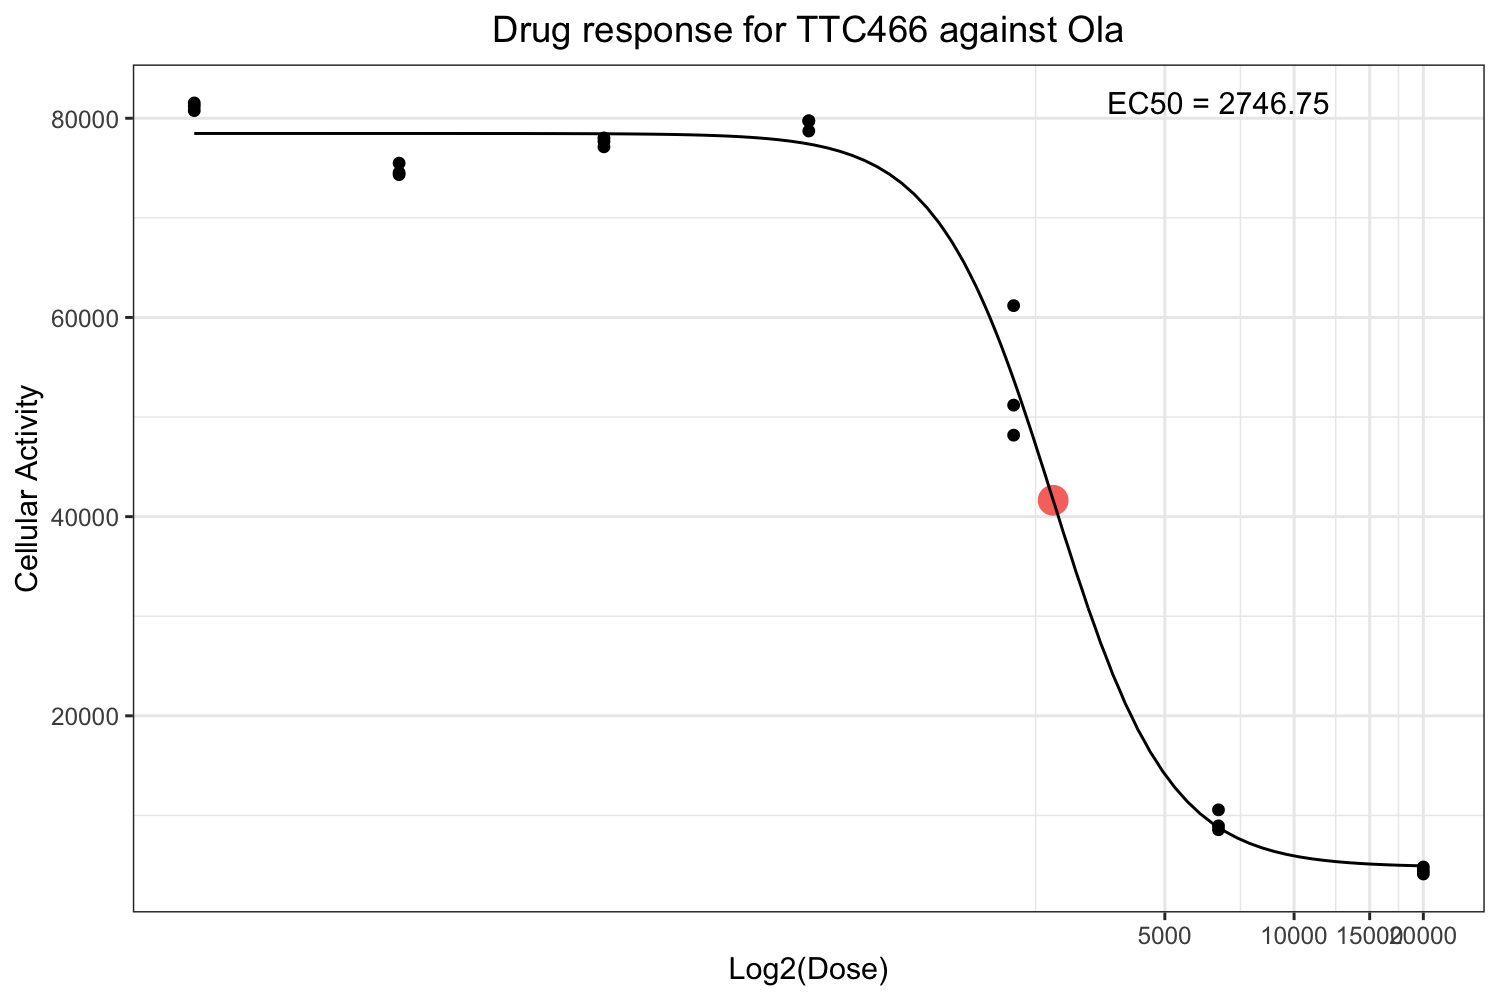 Drug response for TTC466 against Ola
EC50 = 2746.75
80000
60000
40000
20000
Cellular Activity
5000 10000 15000 20000
Log2(Dose)